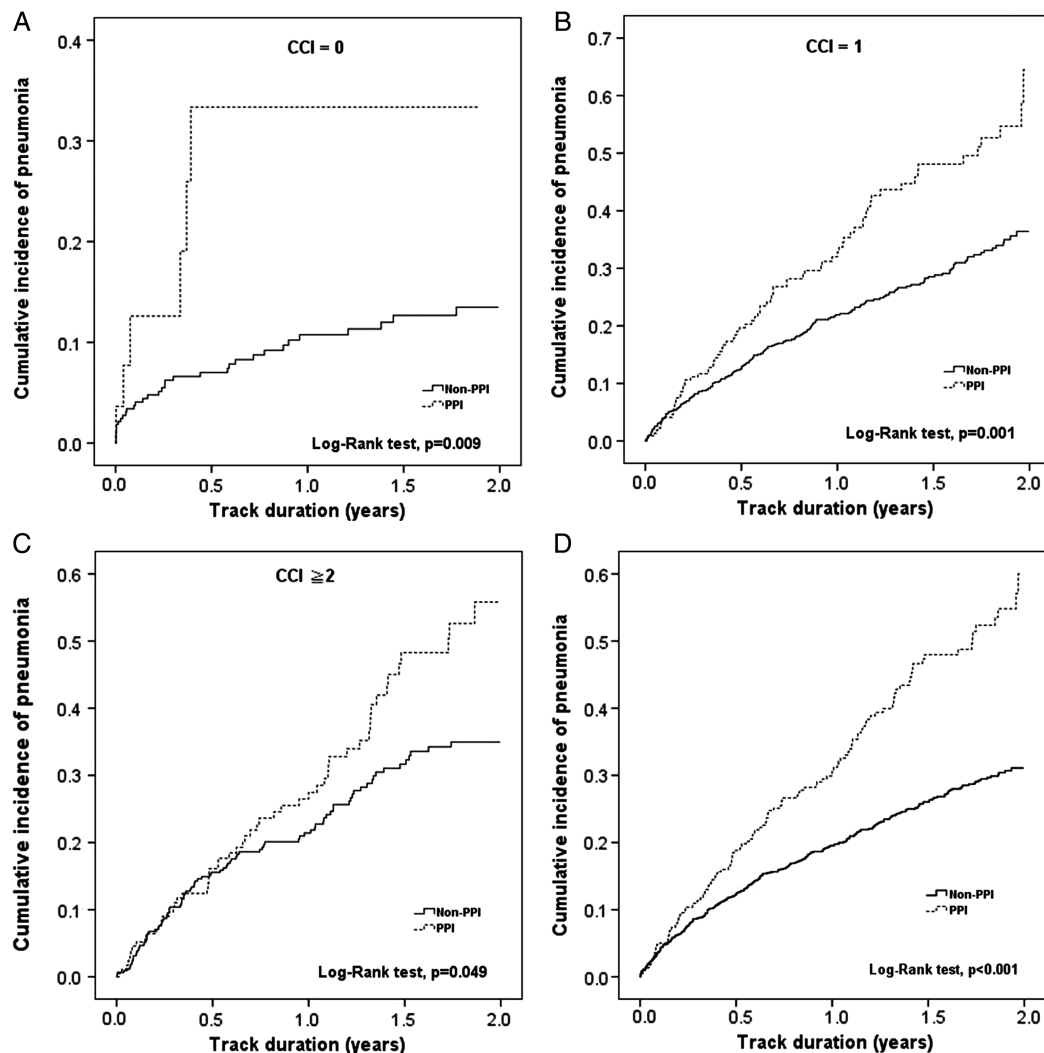 A
CCI = 0
Cumulative incidence of pneumonia
0.4
0.3
0.2
0.1
0.0
Non-PPI
PPI
Log-Rank test, p=0.009
0.0 0.5 1.0 1.5 2.0
Track duration (years)
B
CCI = 1
Cumulative incidence of pneumonia
0.7
0.6
0.5
0.4
0.3
0.2
0.1
0.0
Non-PPI
PPI
Log-Rank test, p=0.001
0.0 0.5 1.0 1.5 2.0
Track duration (years)
C
CCI ≧2
Cumulative incidence of pneumonia
0.6
0.5
0.4
0.3
0.2
0.1
0.0
Non-PPI
PPI
Log-Rank test, p=0.049
0.0 0.5 1.0 1.5 2.0
Track duration (years)
D
Cumulative incidence of pneumonia
0.6
0.5
0.4
0.3
0.2
0.1
0.0
Non-PPI
PPI
Log-Rank test, p<0.001
0.0 0.5 1.0 1.5 2.0
Track duration (years)